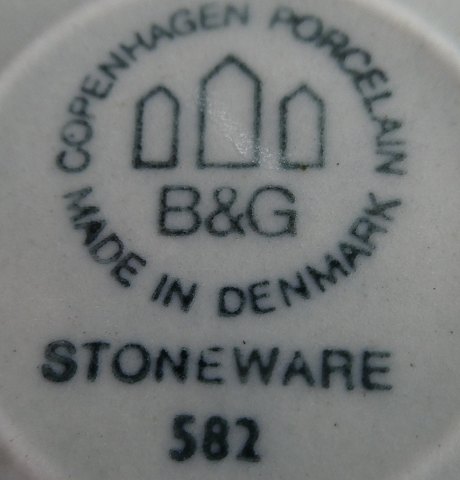 COPENHAGEN PORCELAIN
B&G
MADE IN DENMARK
STONEWARE
582